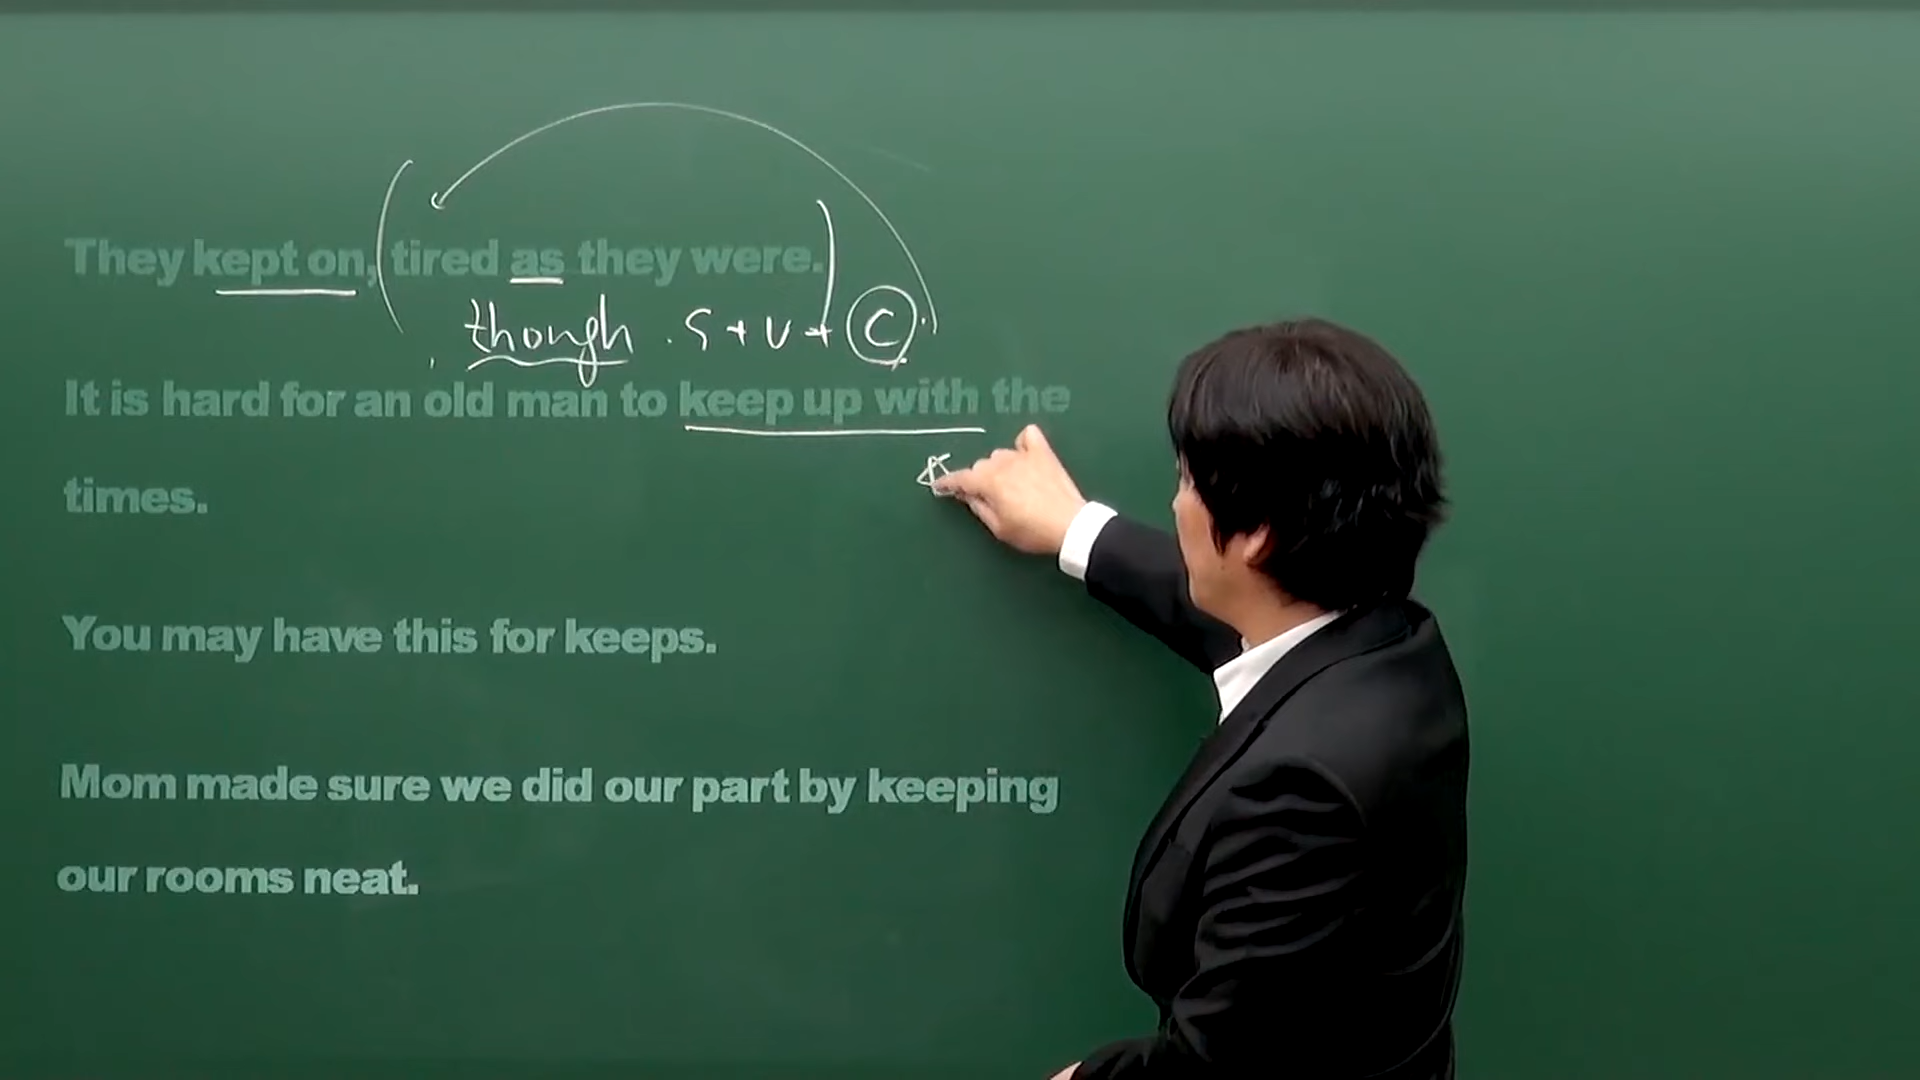 They kept on, tired as they were.
though . S + V + C .
It is hard for an old man to keep up with the
times.
You may have this for keeps.
Mom made sure we did our part by keeping
our rooms neat.